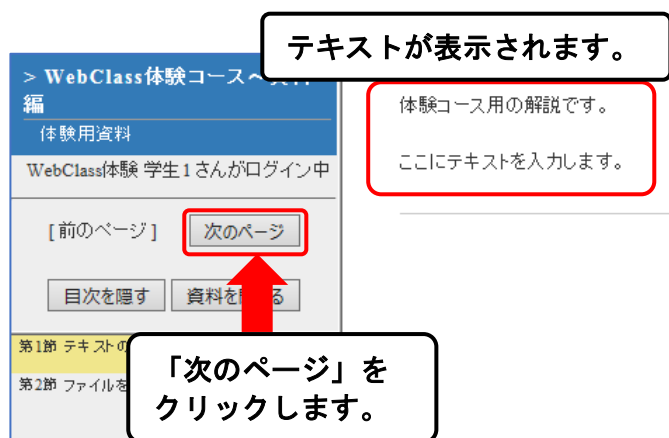 テキストが表示されます。
> WebClass体験コース～
編
体験用資料
WebClass体験 学生1さんがログイン中
[前のページ]
次のページ
目次を隠す
資料を
る
第1節 テキストの
第2節 ファイルを
体験コース用の解説です。
ここにテキストを入力します。
「次のページ」を
クリックします。